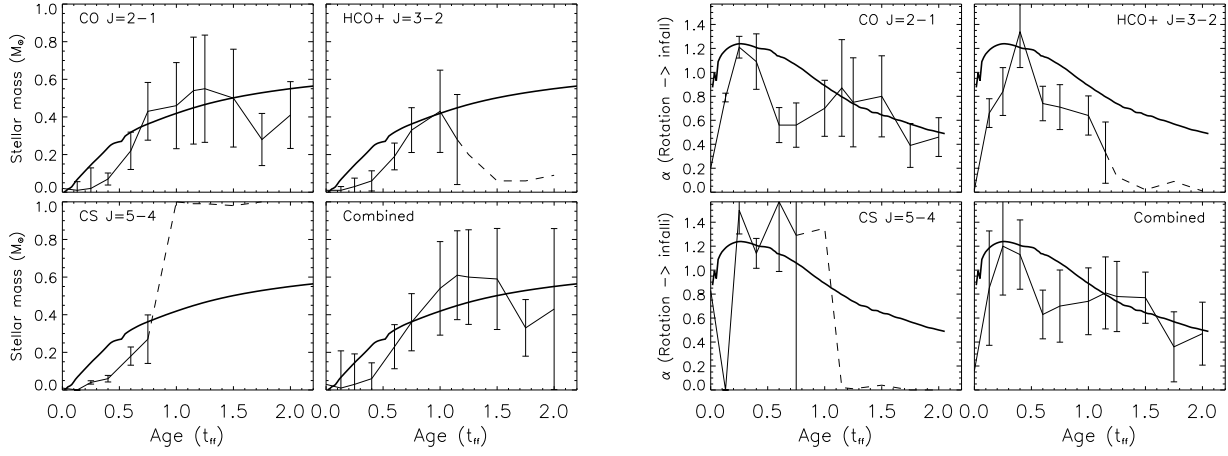 CO J=2−1
HCO+ J=3−2
1.0
0.8
0.6
0.4
0.2
0.0
Stellar mass (M⊙)
CS J=5−4
Combined
1.0
0.8
0.6
0.4
0.2
0.0
Stellar mass (M⊙)
0.0 0.5 1.0 1.5 2.0
0.0 0.5 1.0 1.5 2.0
Age (tff)
Age (tff)
CO J=2−1
HCO+ J=3−2
1.4
1.2
1.0
0.8
0.6
0.4
0.2
0.0
α (Rotation −> infall)
CS J=5−4
Combined
1.4
1.2
1.0
0.8
0.6
0.4
0.2
0.0
α (Rotation −> infalli)
0.0 0.5 1.0 1.5 2.0
0.0 0.5 1.0 1.5 2.0
Age (tff)
Age (tff)